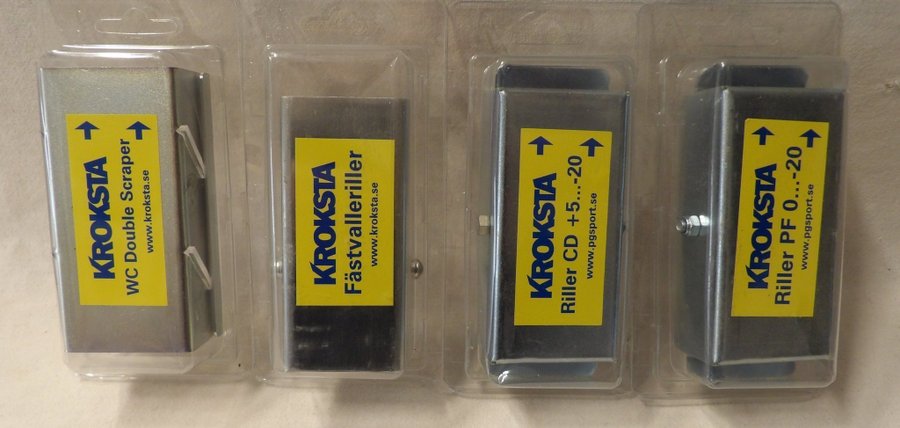 KROKSTA
WC Double Scraper
www.kroksta.se
KROKSTA
Fästvalleriller
www.kroksta.se
KROKSTA
Riller CD +5...-20
www.pgsport.se
KROKSTA
Riller PF 0...-20
www.pgsport.se